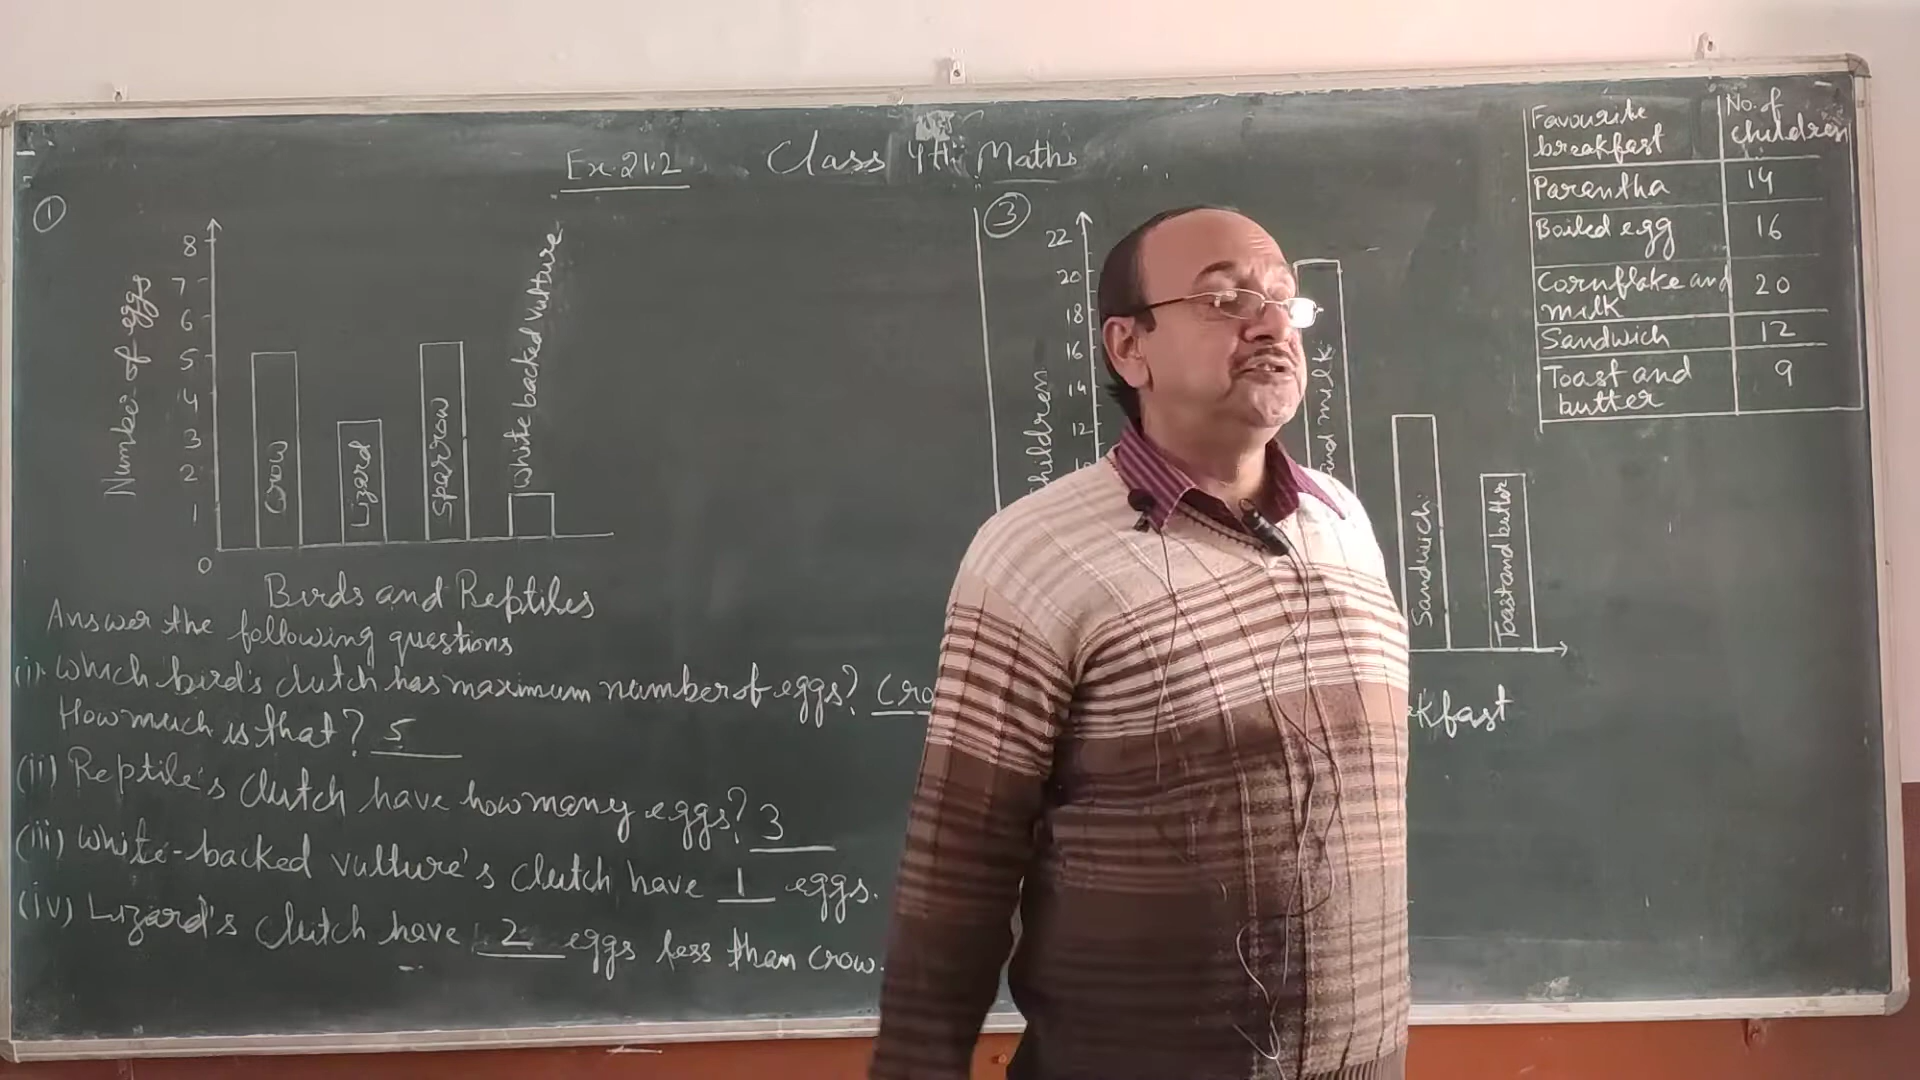 Ex. 21.2 Class 4th Maths
①
8
7
6
5
4
3
2
1
0
Number of eggs
Crow
Lizard
Sparrow
White backed vulture
Birds and Reptiles
Answer the following questions
(i). Which bird's clutch has maximum number of eggs? Cro
How much is that? 5
(ii) Reptile's clutch have how many eggs? 3
(iii) White-backed vulture's clutch have 1 eggs.
(iv) Lizard's clutch have 2 eggs less than crow.
③
22
20
18
16
14
12
Children
and milk
Sandwich
Toast and butter
kfast
Favourite breakfast No. of children
Parantha 14
Boiled egg 16
Cornflake and milk 20
Sandwich 12
Toast and butter 9